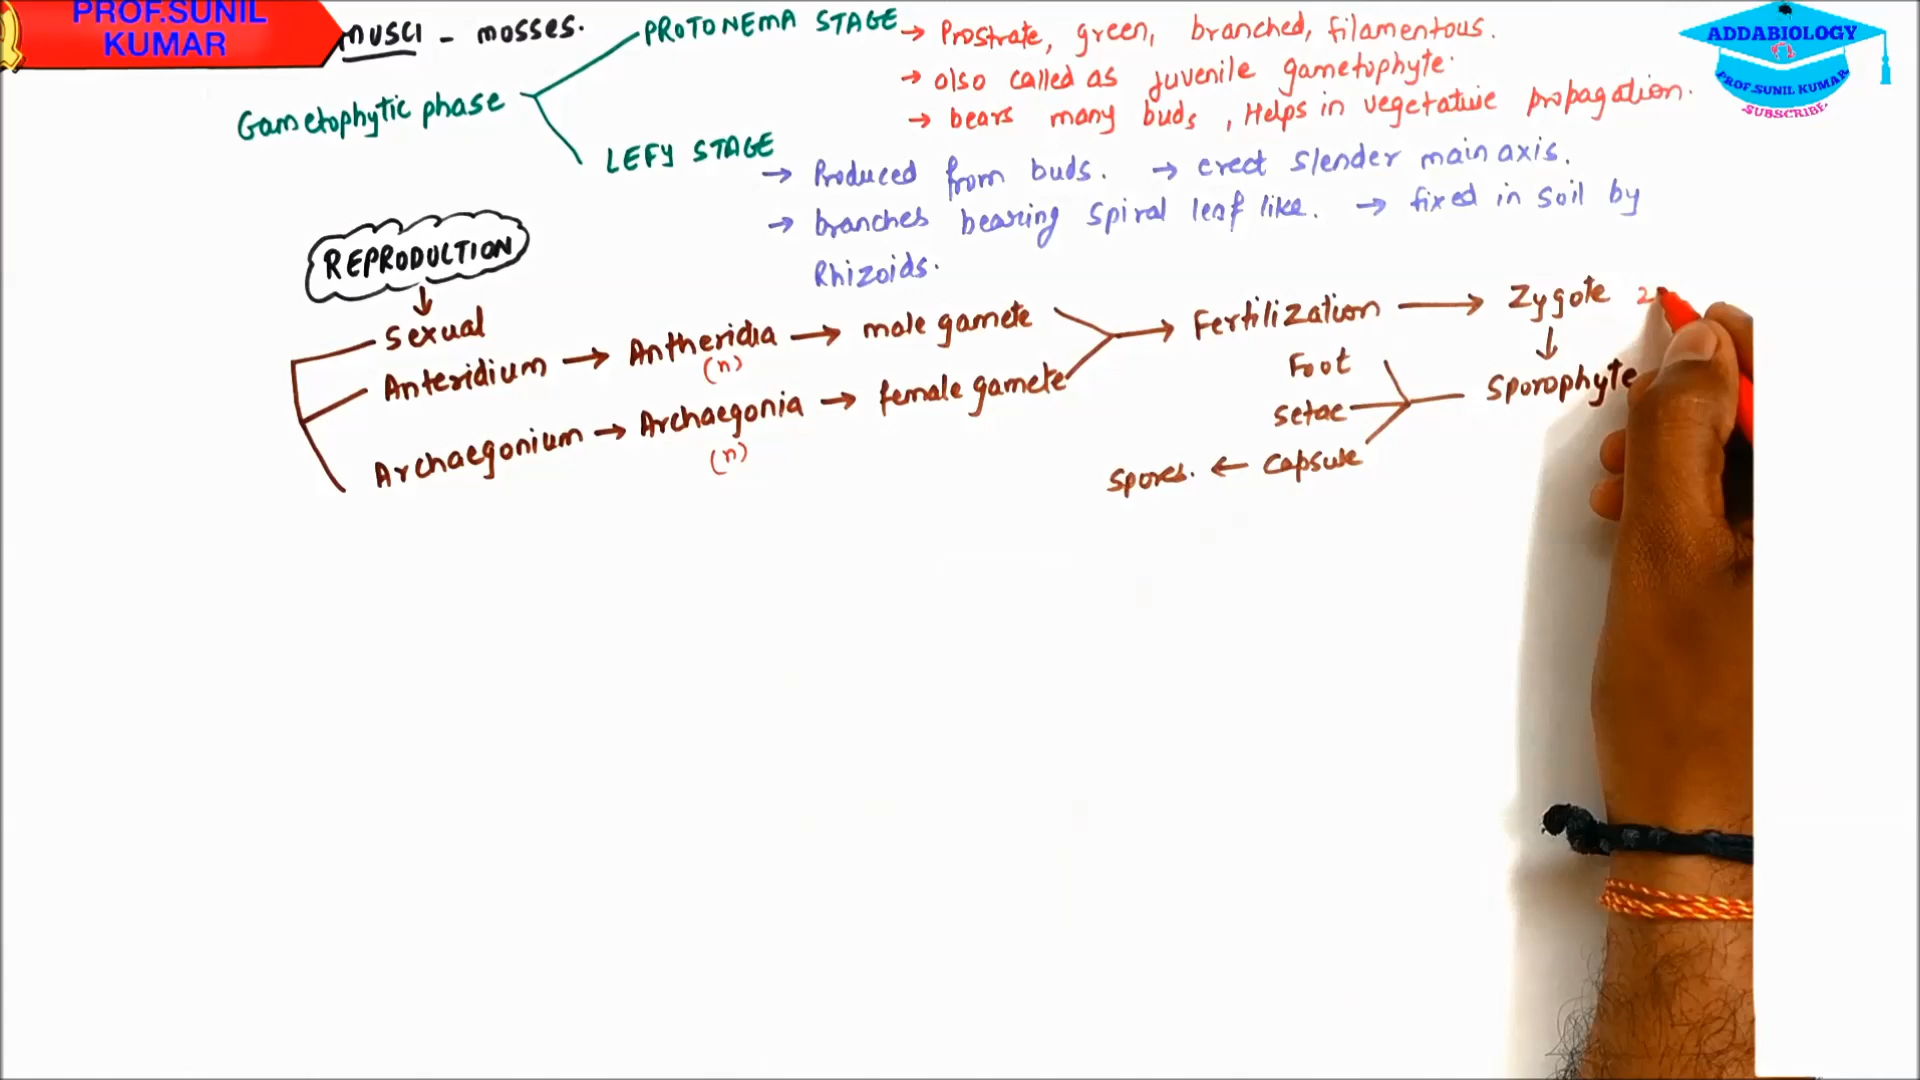 PROF.SUNIL
KUMAR
MUSCI - mosses.
PROTONEMA STAGE → Prostrate, green, branched, filamentous.
→ also called as juvenile gametophyte.
→ bears many buds, Helps in vegetative propagation.
Gametophytic phase
LEFY STAGE
→ Produced from buds. → erect slender main axis.
→ branches bearing spiral leaf like. → fixed in soil by
Rhizoids.
ADDABIOLOGY
PROF.SUNIL KUMAR
SUBSCRIBE
REPRODUCTION
↓
Sexual
Anteridium → Antheridia → male gamete
(n)
Archaegonium → Archaegonia → female gamete
(n)
→ Fertilization → Zygote 2
↓
Sporophyte
Foot
Setae
Spores. ← Capsule